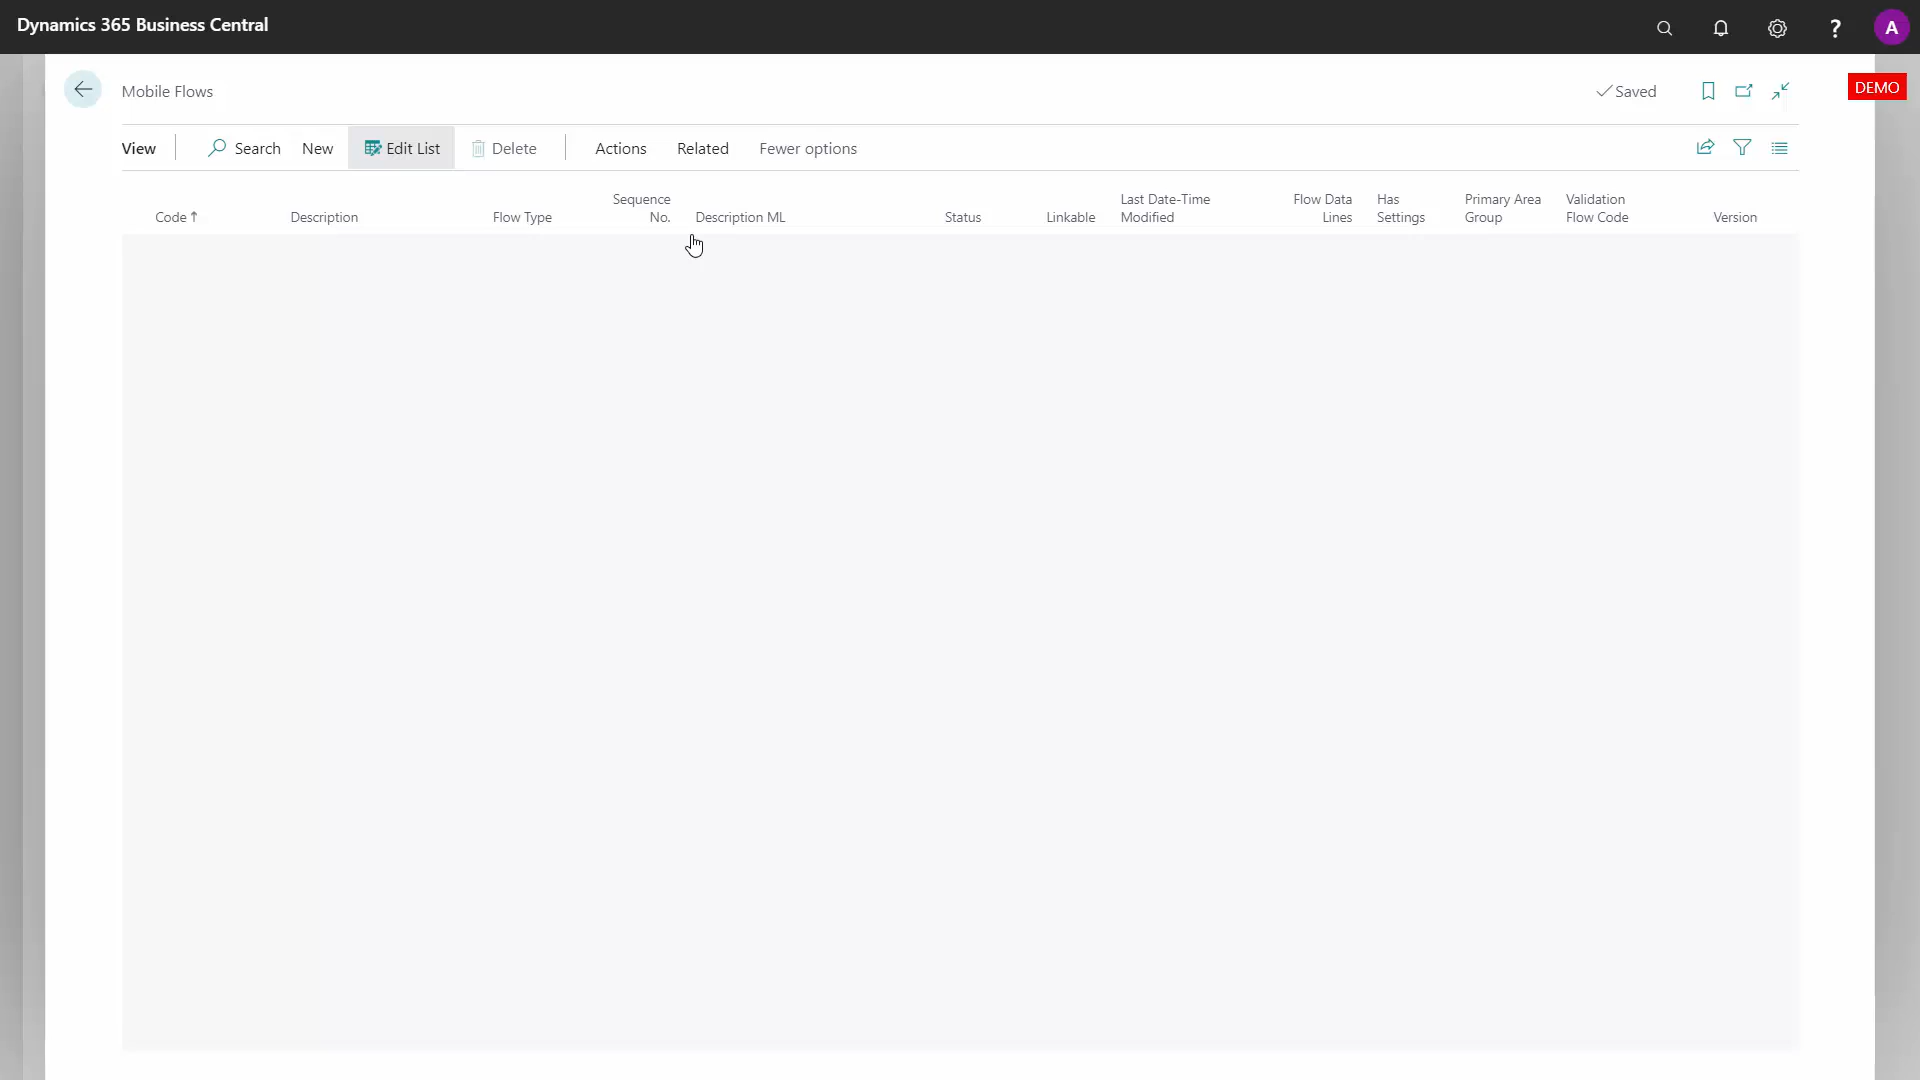 Dynamics 365 Business Central
?
A
Mobile Flows
Saved
DEMO
View
Search
New
Edit List
Delete
Actions
Related
Fewer options
Code ↑
Description
Flow Type
Sequence
No.
Description ML
Status
Linkable
Last Date-Time
Modified
Flow Data
Lines
Has
Settings
Primary Area
Group
Validation
Flow Code
Version